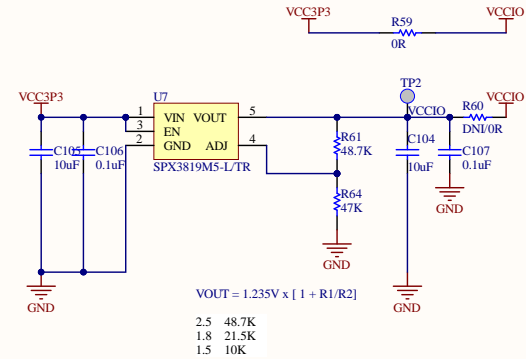 VCC3P3
R59
0R
VCCIO
VCC3P3
U7
1 VIN VOUT 5
3 EN
2 GND ADJ 4
SPX3819M5-L/TR
C105
10uF
C106
0.1uF
TP2
VCCIO
R60
DNI/0R
VCCIO
R61
48.7K
C104
10uF
C107
0.1uF
R64
47K
GND
GND
GND
GND
VOUT = 1.235V x [ 1 + R1/R2]
2.5 48.7K
1.8 21.5K
1.5 10K